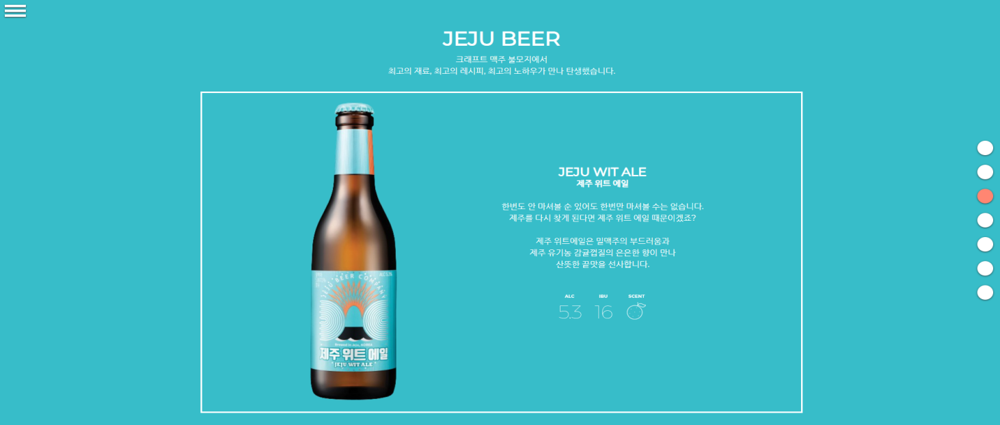 JEJU BEER
크래프트 맥주 불모지에서
최고의 재료, 최고의 레시피, 최고의 노하우가 만나 탄생했습니다.
JEJU BEER COMPANY
Brewed in Jeju, KOREA
제주 위트 에일
JEJU WIT ALE
JEJU WIT ALE
제주 위트 에일
한번도 안 마셔볼 순 있어도 한번만 마셔볼 수는 없습니다.
제주를 다시 찾게 된다면 제주 위트 에일 때문이겠죠?
제주 위트에일은 밀맥주의 부드러움과
제주 유기농 감귤껍질의 은은한 향이 만나
산뜻한 끝맛을 선사합니다.
ALC IBU SCENT
5.3 16